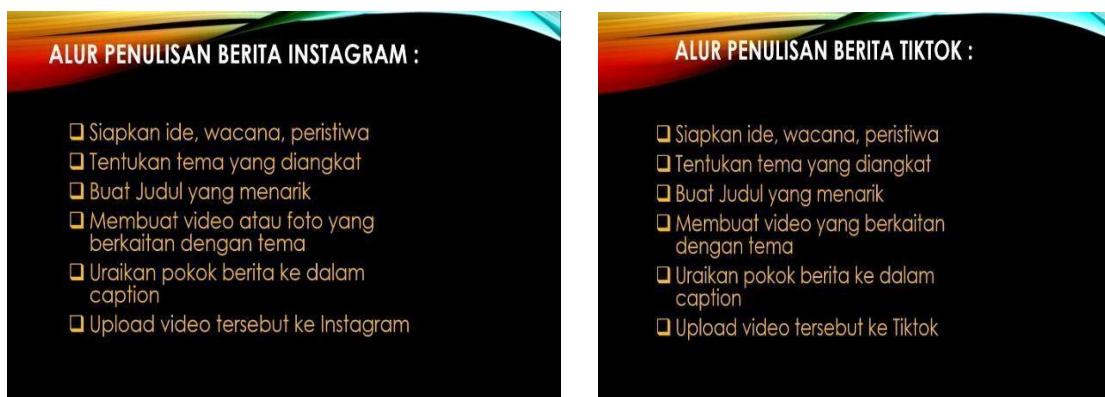 ALUR PENULISAN BERITA INSTAGRAM :
❑ Siapkan ide, wacana, peristiwa
❑ Tentukan tema yang diangkat
❑ Buat Judul yang menarik
❑ Membuat video atau foto yang
berkaitan dengan tema
❑ Uraikan pokok berita ke dalam
caption
❑ Upload video tersebut ke Instagram
ALUR PENULISAN BERITA TIKTOK :
❑ Siapkan ide, wacana, peristiwa
❑ Tentukan tema yang diangkat
❑ Buat Judul yang menarik
❑ Membuat video yang berkaitan
dengan tema
❑ Uraikan pokok berita ke dalam
caption
❑ Upload video tersebut ke Tiktok